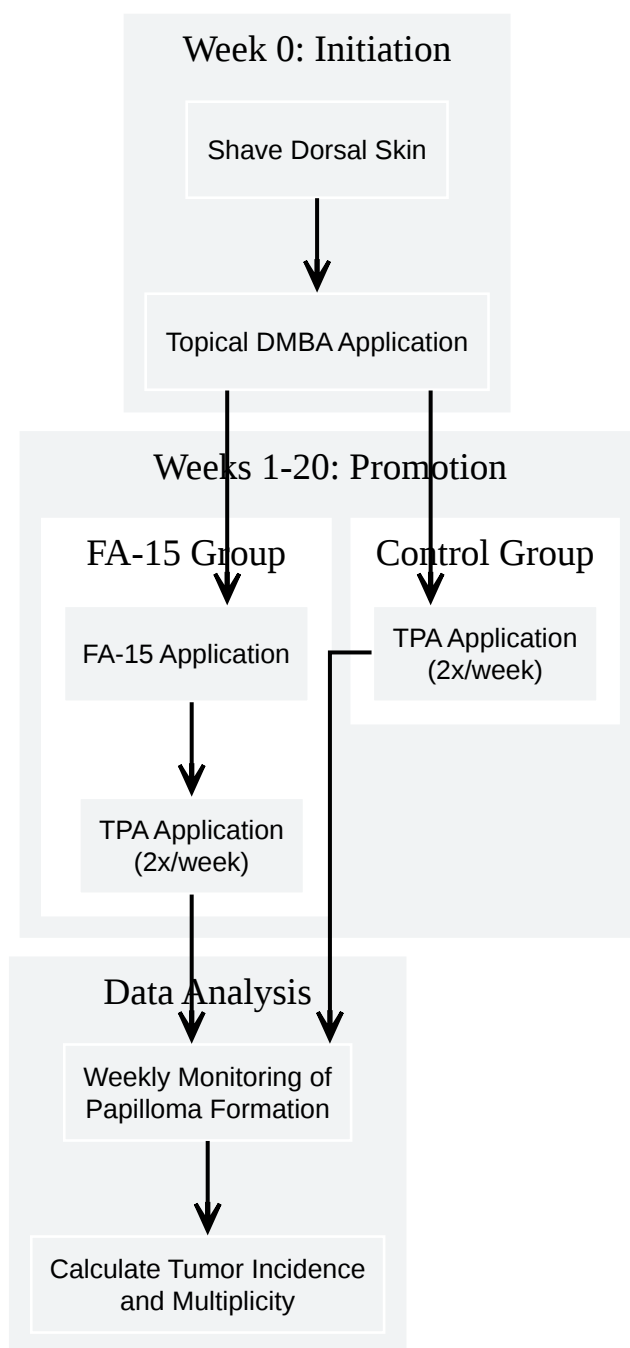 Week 0: Initiation
Shave Dorsal Skin
Topical DMBA Application
Weeks 1-20: Promotion
FA-15 Group
Control Group
FA-15 Application
TPA Application
(2x/week)
TPA Application
(2x/week)
Data Analysis
Weekly Monitoring of
Papilloma Formation
Calculate Tumor Incidence
and Multiplicity